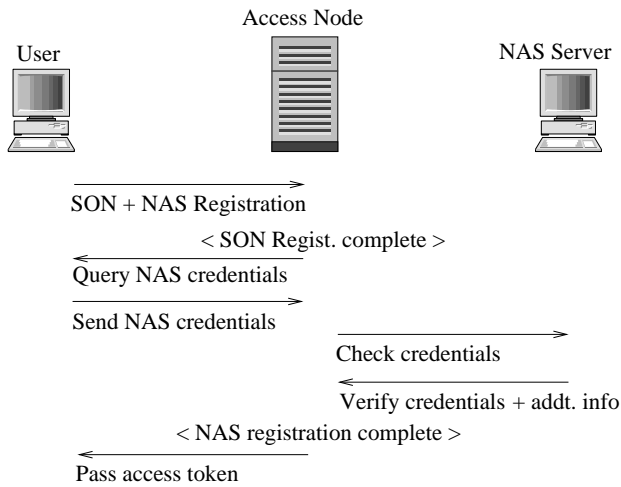 Access Node
User
NAS Server
SON + NAS Registration
< SON Regist. complete >
Query NAS credentials
Send NAS credentials
Check credentials
Verify credentials + addt. info
< NAS registration complete >
Pass access token